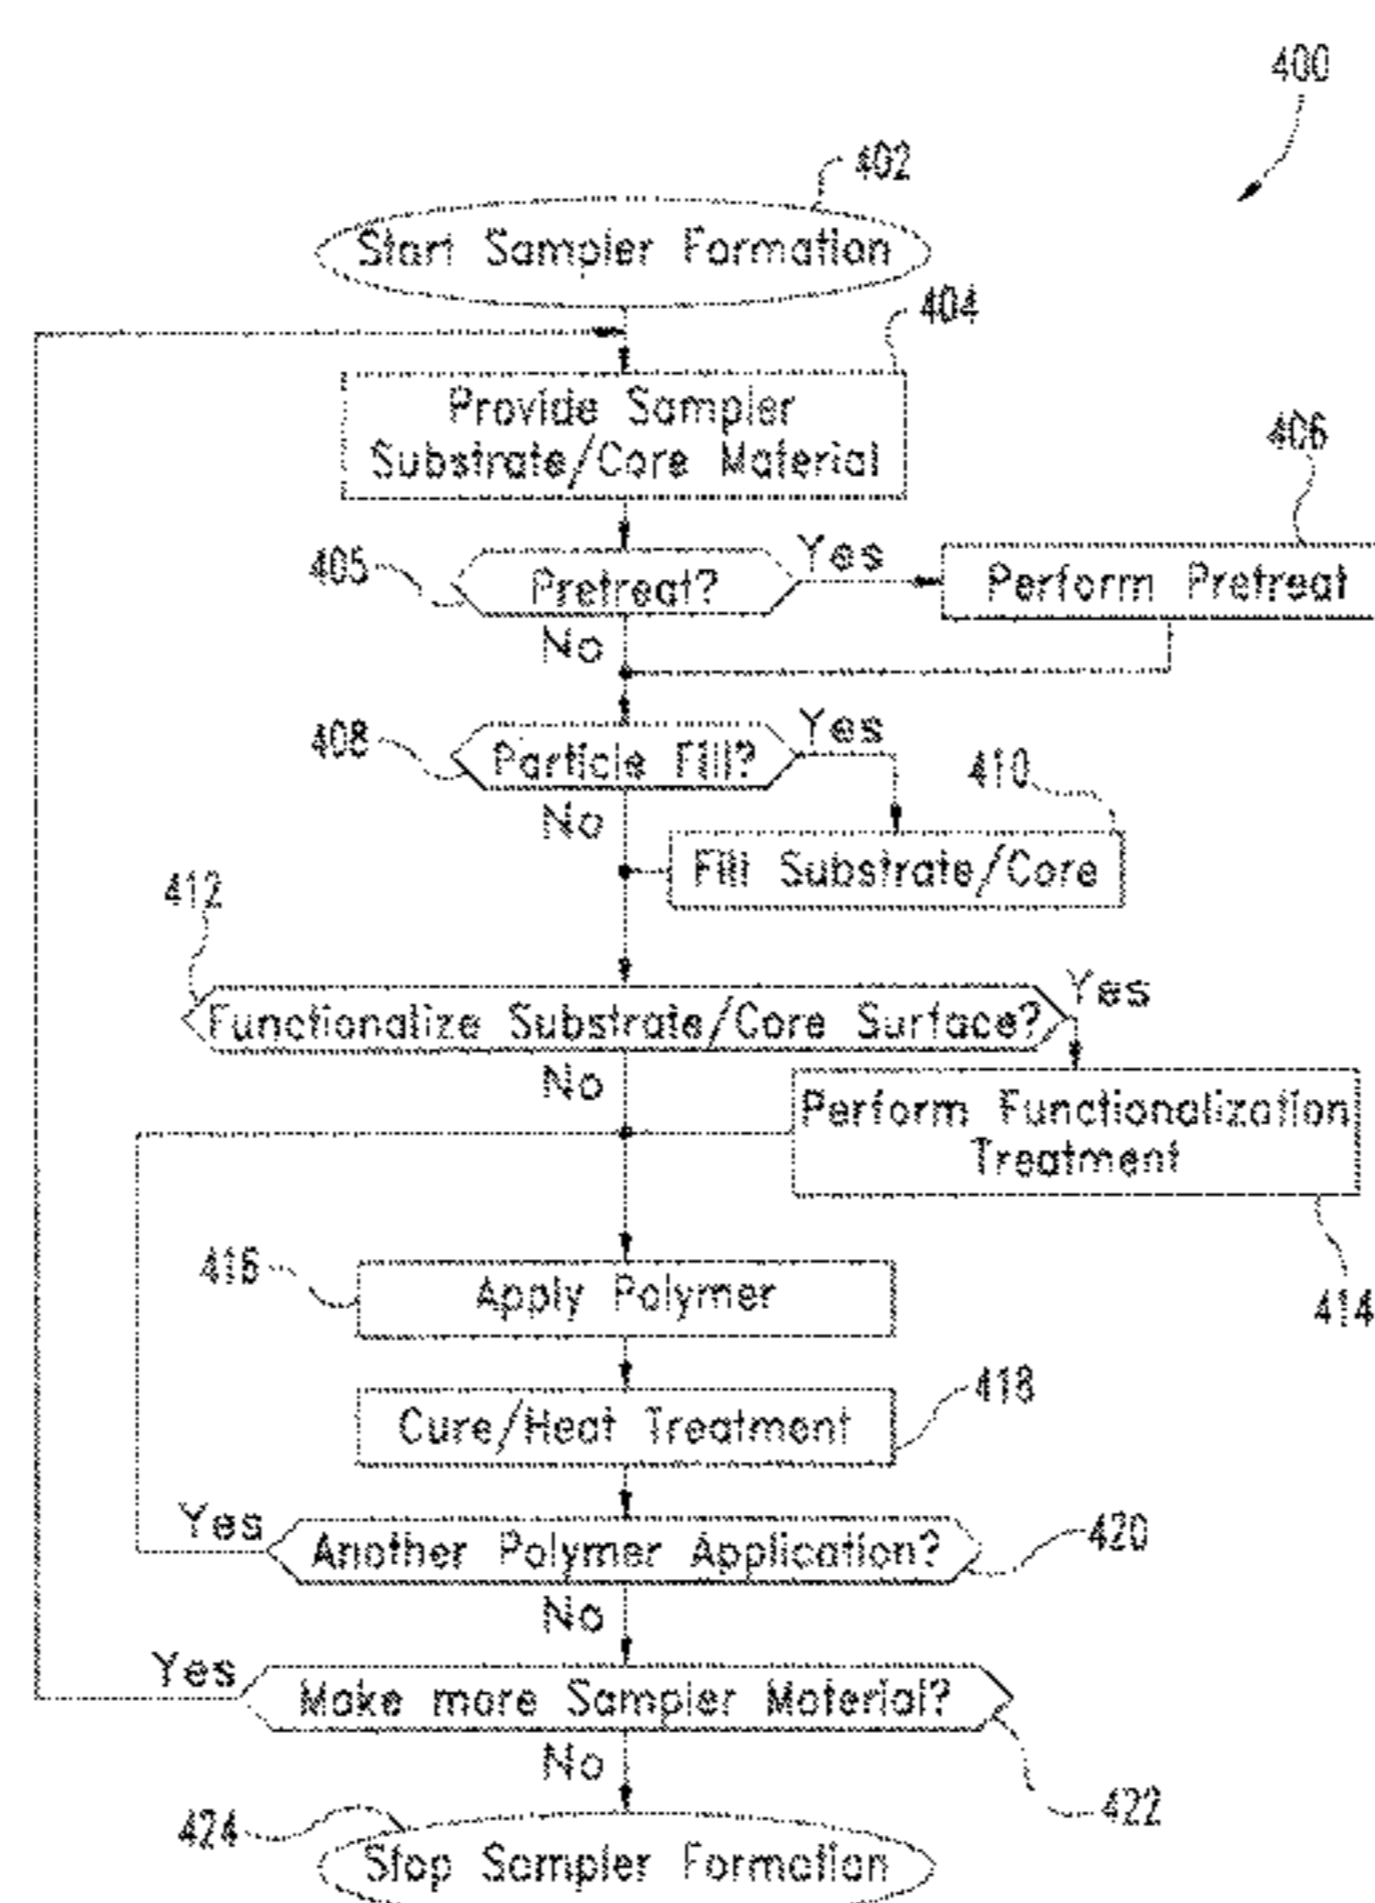 400
402
Start Sampler Formation
404
Provide Sampler
Substrate/Core Material
406
405
Pretreat?
Yes
Perform Pretreat
No
408
Particle Fill?
Yes
410
No
Fill Substrate/Core
412
Functionalize Substrate/Core Surface?
Yes
No
Perform Functionalization
Treatment
414
416
Apply Polymer
418
Cure/Heat Treatment
Yes
Another Polymer Application?
420
No
Yes
Make more Sampler Material?
422
No
424
Stop Sampler Formation